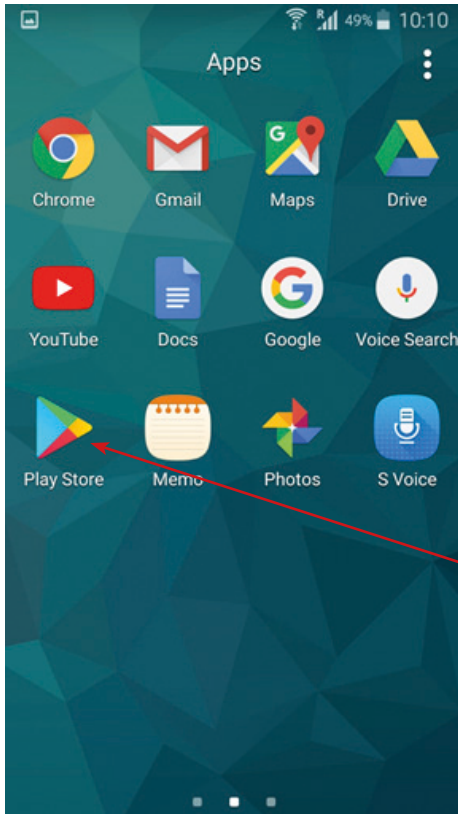 R 49% 10:10
Apps
G
Chrome Gmail Maps Drive
G
YouTube Docs Google Voice Search
Play Store Memo Photos S Voice